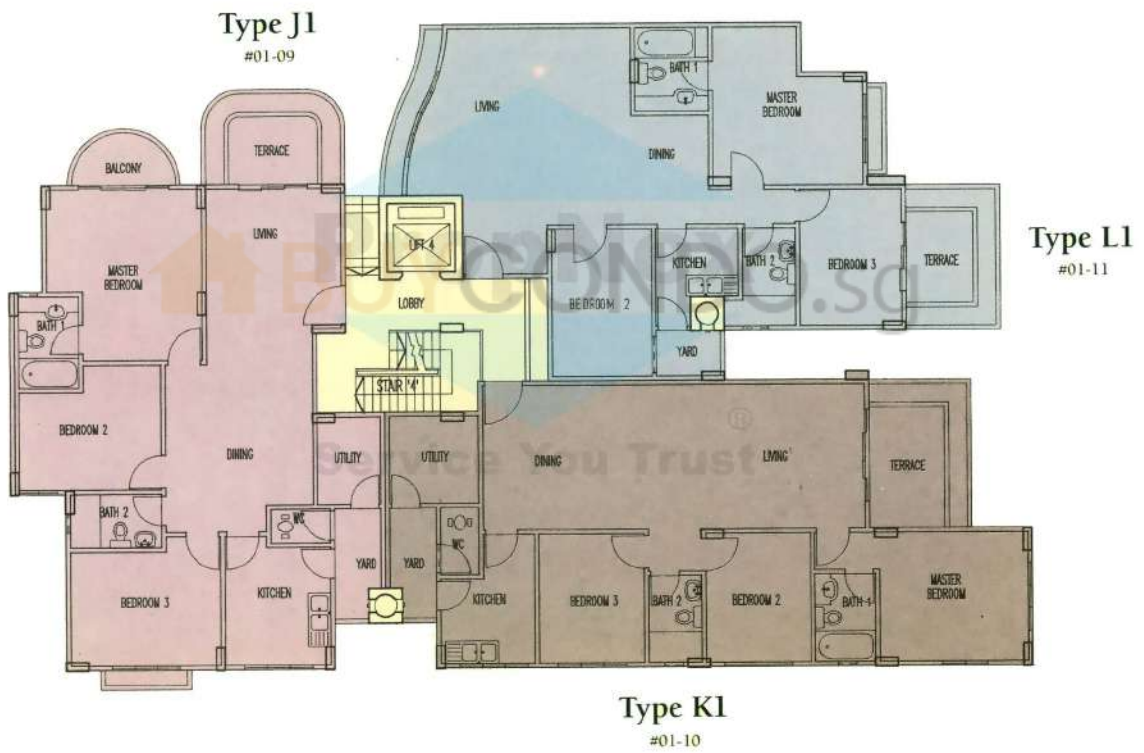 Type J1
#01-09
BALCONY
TERRACE
LIVING
MASTER
BEDROOM
BATH 1
BEDROOM 2
DINING
BATH 2
BEDROOM 3
KITCHEN
WC
UTILITY
YARD
LIFT 4
LOBBY
STAIR '4'
LIVING
DINING
BATH 1
MASTER
BEDROOM
BEDROOM 2
KITCHEN
BATH 2
BEDROOM 3
TERRACE
YARD
Type L1
#01-11
UTILITY
YARD
WC
KITCHEN
DINING
LIVING
TERRACE
BEDROOM 3
BATH 2
BEDROOM 2
BATH 1
MASTER
BEDROOM
Type K1
#01-10
BUYCONDO.sg
Service You Trust
®